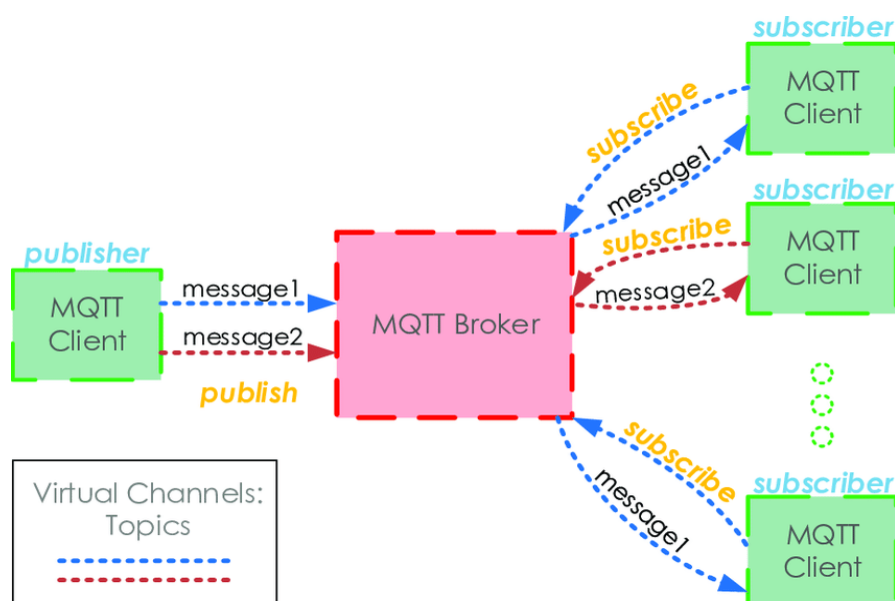 subscriber
MQTT
Client
subscribe
message1
subscriber
MQTT
Client
subscribe
message2
publisher
MQTT
Client
message1
message2
publish
MQTT Broker
subscribe
message1
subscriber
MQTT
Client
Virtual Channels:
Topics